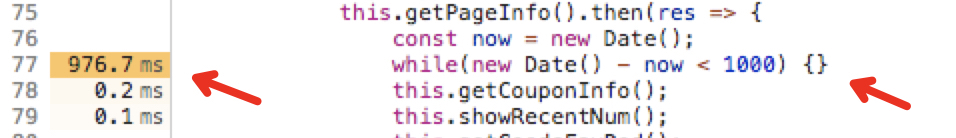 75 this.getPageInfo().then(res => {
76 const now = new Date();
77 976.7 ms while(new Date() - now < 1000) {}
78 0.2 ms this.getCouponInfo();
79 0.1 ms this.showRecentNum();